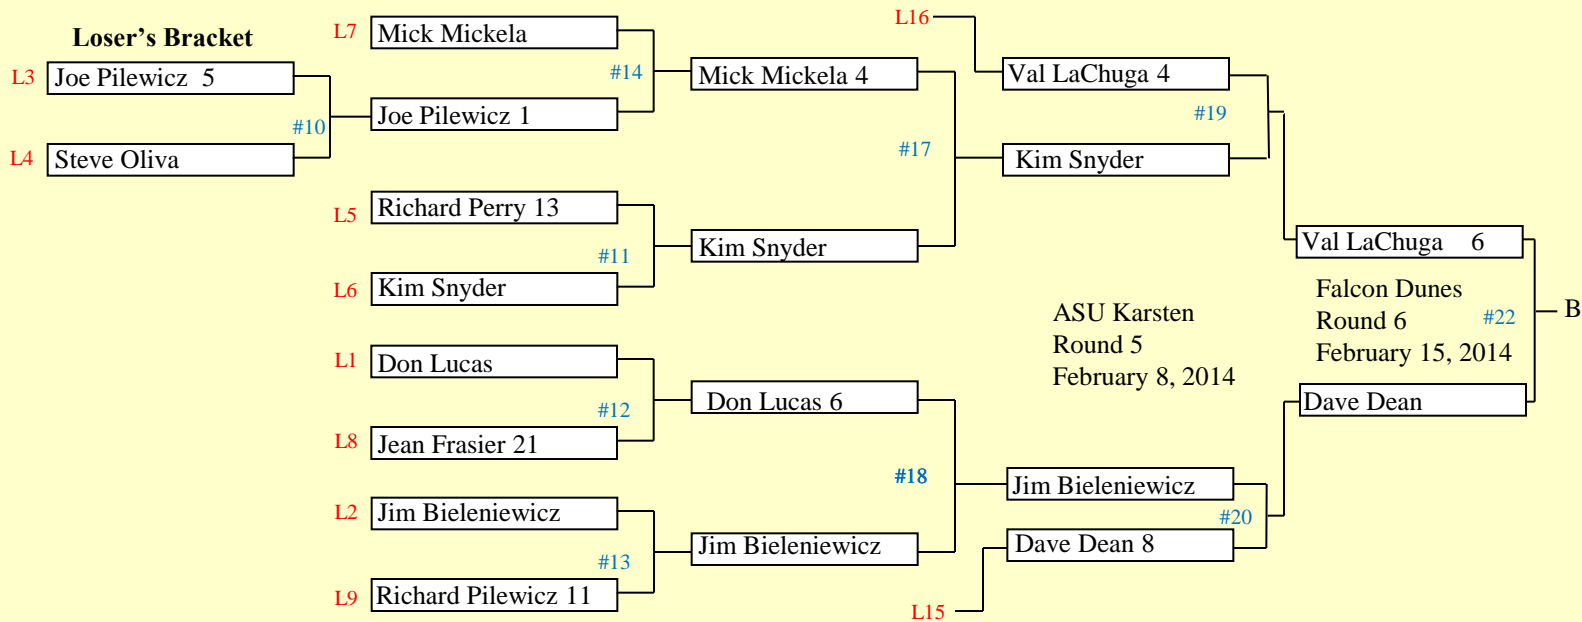 Loser's Bracket
L3
Joe Pilewicz 5
#10
L4
Steve Oliva
L7
Mick Mickela
#14
Joe Pilewicz 1
L5
Richard Perry 13
#11
L6
Kim Snyder
L1
Don Lucas
#12
L8
Jean Frasier 21
L2
Jim Bieleniewicz
#13
L9
Richard Pilewicz 11
Mick Mickela 4
#17
Kim Snyder
Don Lucas 6
#18
Jim Bieleniewicz
L16
Val LaChuga 4
#19
Kim Snyder
ASU Karsten
Round 5
February 8, 2014
Jim Bieleniewicz
#20
Dave Dean 8
L15
Val LaChuga 6
Falcon Dunes
Round 6
February 15, 2014
#22
B
Dave Dean